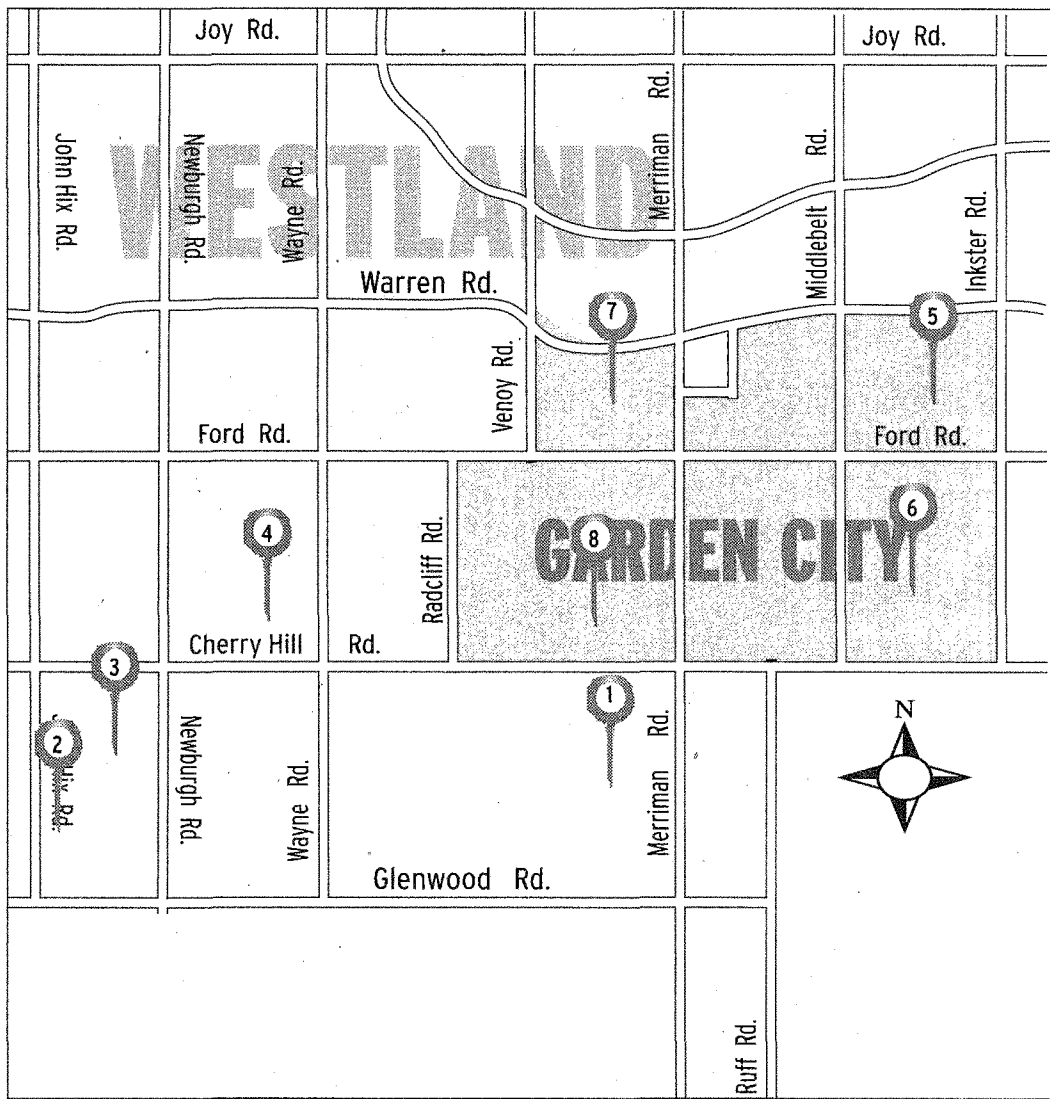 Joy Rd.
Joy Rd.
John Hix Rd.
Newburgh Rd.
Wayne Rd.
Merriman Rd.
Middlebelt Rd.
Inkster Rd.
WESTLAND
Warren Rd.
7
5
Venoy Rd.
Ford Rd.
Ford Rd.
4
Radcliff Rd.
8
GARDEN CITY
6
Cherry Hill Rd.
3
1
2
Hix Rd.
Newburgh Rd.
Wayne Rd.
Merriman Rd.
N
Glenwood Rd.
Ruff Rd.